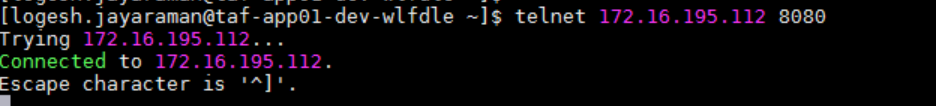 [logesh.jayaraman@taf-app01-dev-wlfdle ~]$ telnet 172.16.195.112 8080
Trying 172.16.195.112...
Connected to 172.16.195.112.
Escape character is '^]'.